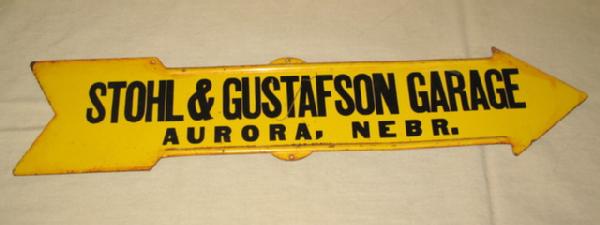 STOHL & GUSTAFSON GARAGE
AURORA, NEBR.